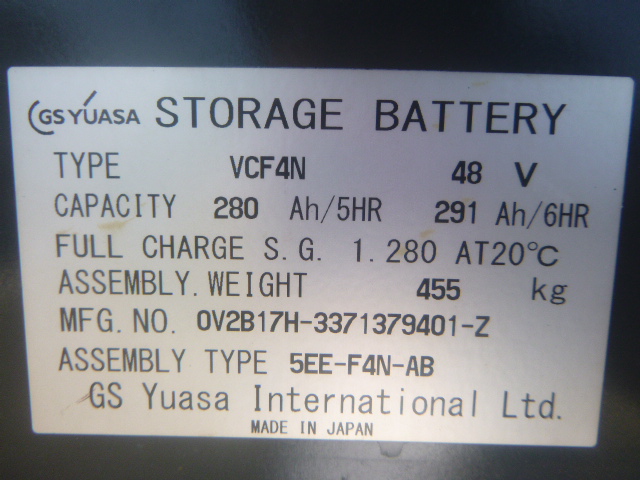 GS YUASA STORAGE BATTERY
TYPE VCF4N 48 V
CAPACITY 280 Ah/5HR 291 Ah/6HR
FULL CHARGE S.G. 1.280 AT20℃
ASSEMBLY.WEIGHT 455 kg
MFG.NO. 0V2B17H-3371379401-Z
ASSEMBLY TYPE 5EE-F4N-AB
GS Yuasa International Ltd.
MADE IN JAPAN